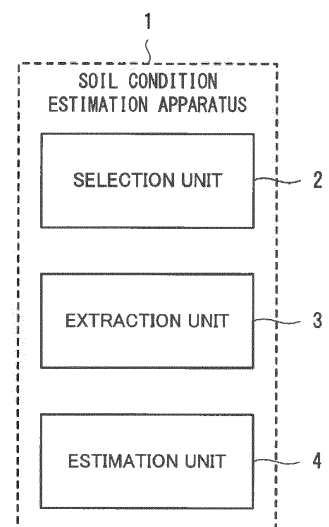 1
SOIL CONDITION
ESTIMATION APPARATUS
SELECTION UNIT 2
EXTRACTION UNIT 3
ESTIMATION UNIT 4